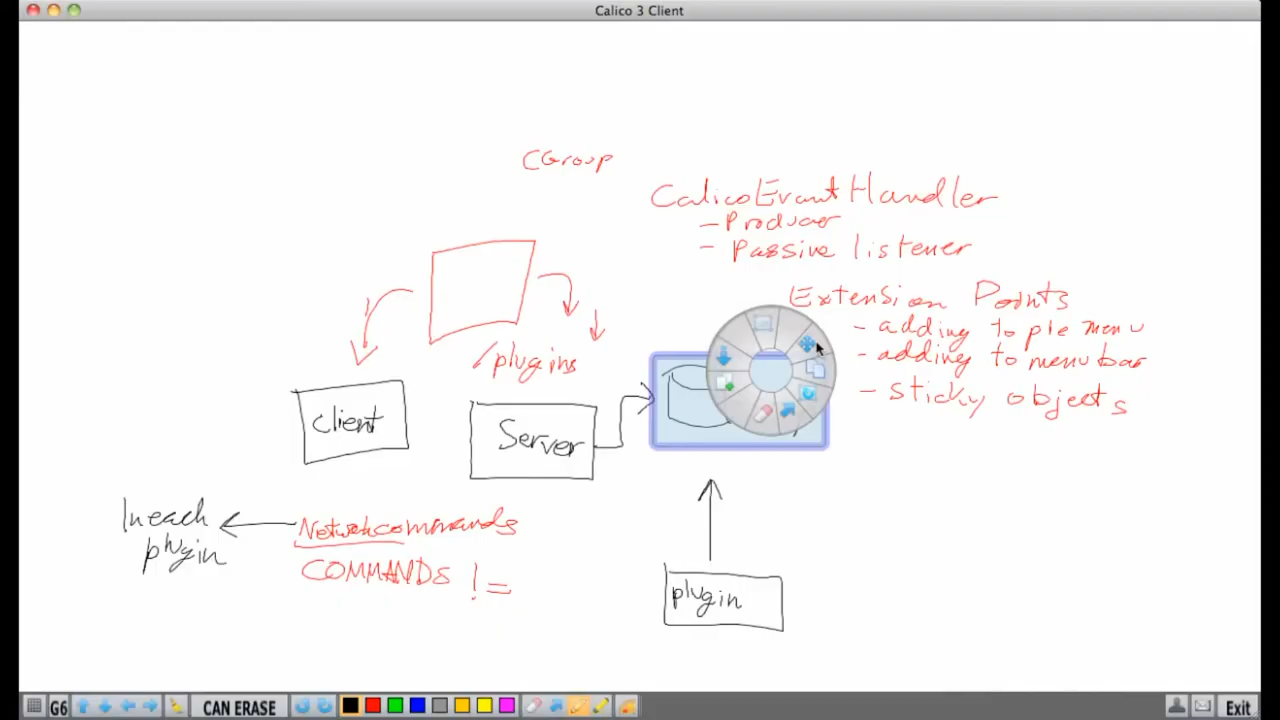 Calico 3 Client
CGroup
CalicoEventHandler
- Producer
- Passive listener
Extension Points
- adding to pie menu
- adding to menu bar
- sticky objects
/plugins
Client
Server
In each
plugin
Networkcommands
COMMANDS !=
plugin
G6
CAN ERASE
Exit